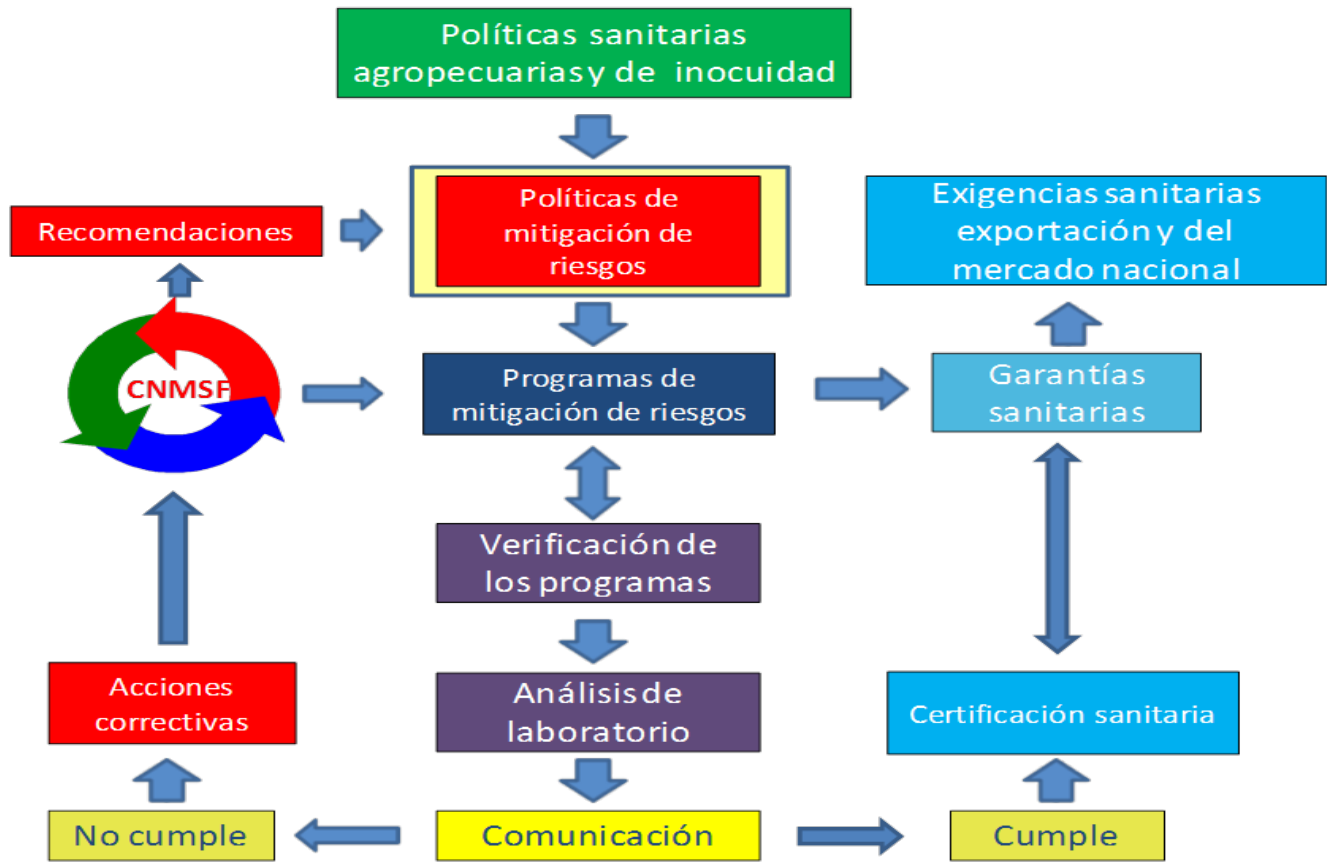 Políticas sanitarias
agropecuarias y de inocuidad
Recomendaciones
Políticas de
mitigación de
riesgos
Exigencias sanitarias
exportación y del
mercado nacional
CNMSF
Programas de
mitigación de riesgos
Garantías
sanitarias
Verificación de
los programas
Acciones
correctivas
Análisis de
laboratorio
Certificación sanitaria
No cumple
Comunicación
Cumple